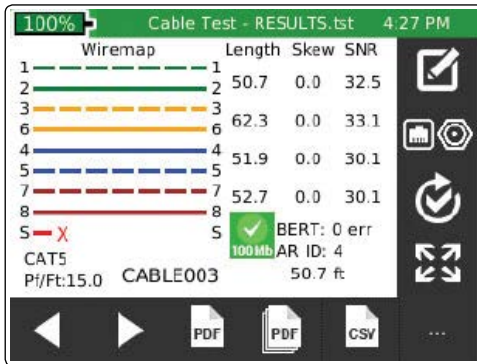 100% Cable Test - RESULTS.tst 4:27 PM
Wiremap Length Skew SNR
1 1
2 2 50.7 0.0 32.5
3 3
6 6 62.3 0.0 33.1
4 4
5 5 51.9 0.0 30.1
7 7
8 8 52.7 0.0 30.1
S X S
100 Mb BERT: 0 err
AR ID: 4
CAT5 50.7 ft
Pf/Ft:15.0 CABLE003
PDF PDF CSV ...